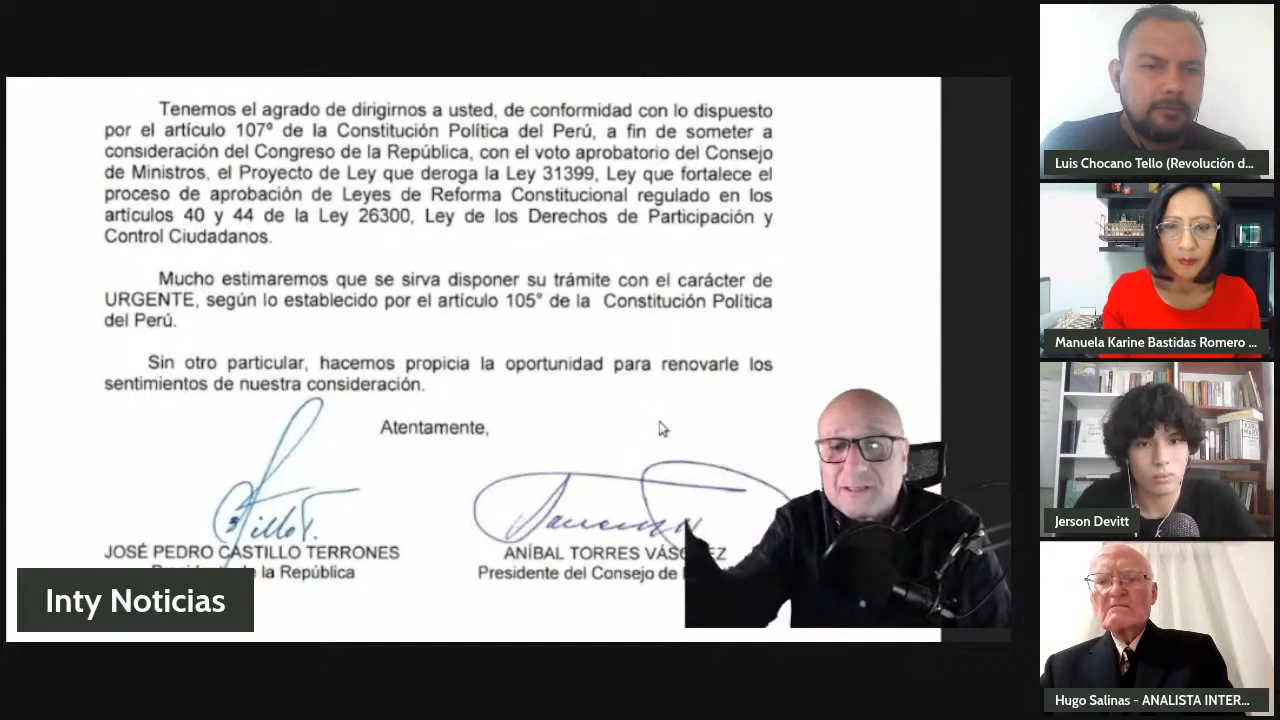 Tenemos el agrado de dirigirnos a usted, de conformidad con lo dispuesto
por el artículo 107º de la Constitución Política del Perú, a fin de someter a
consideración del Congreso de la República, con el voto aprobatorio del Consejo
de Ministros, el Proyecto de Ley que deroga la Ley 31399, Ley que fortalece el
proceso de aprobación de Leyes de Reforma Constitucional regulado en los
artículos 40 y 44 de la Ley 26300, Ley de los Derechos de Participación y
Control Ciudadanos.
Mucho estimaremos que se sirva disponer su trámite con el carácter de
URGENTE, según lo establecido por el artículo 105° de la Constitución Política
del Perú.
Sin otro particular, hacemos propicia la oportunidad para renovarle los
sentimientos de nuestra consideración.
Atentamente,
JOSÉ PEDRO CASTILLO TERRONES
la República
ANÍBAL TORRES
Presidente del Consejo de
Inty Noticias
Luis Chocano Tello (Revolución d...
Manuela Karine Bastidas Romero ...
Jerson Devitt
KARL MARX
Hugo Salinas - ANALISTA INTER...